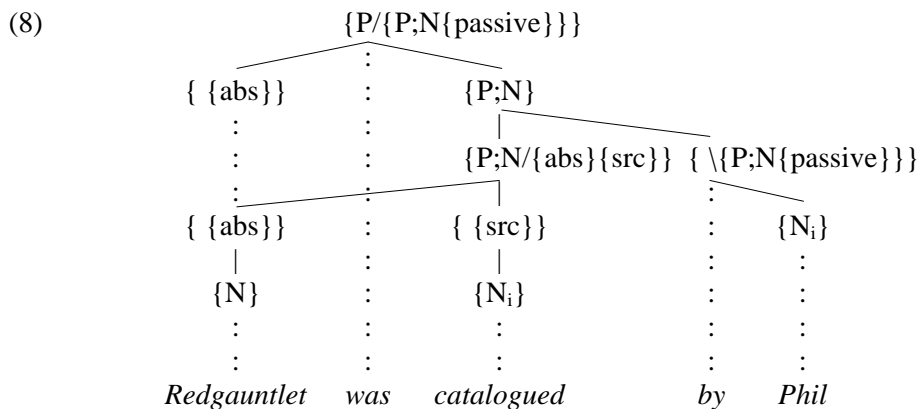 (8) {P/{P;N{passive}}}
{ {abs}} : {P;N}
: :
: : {P;N/{abs}{src}} { \{P;N{passive}}}
: : :
{ {abs}} : { {src}} : {Nᵢ}
: : :
{N} : {Nᵢ} : :
: : : : :
: : : : :
Redgauntlet was catalogued by Phil